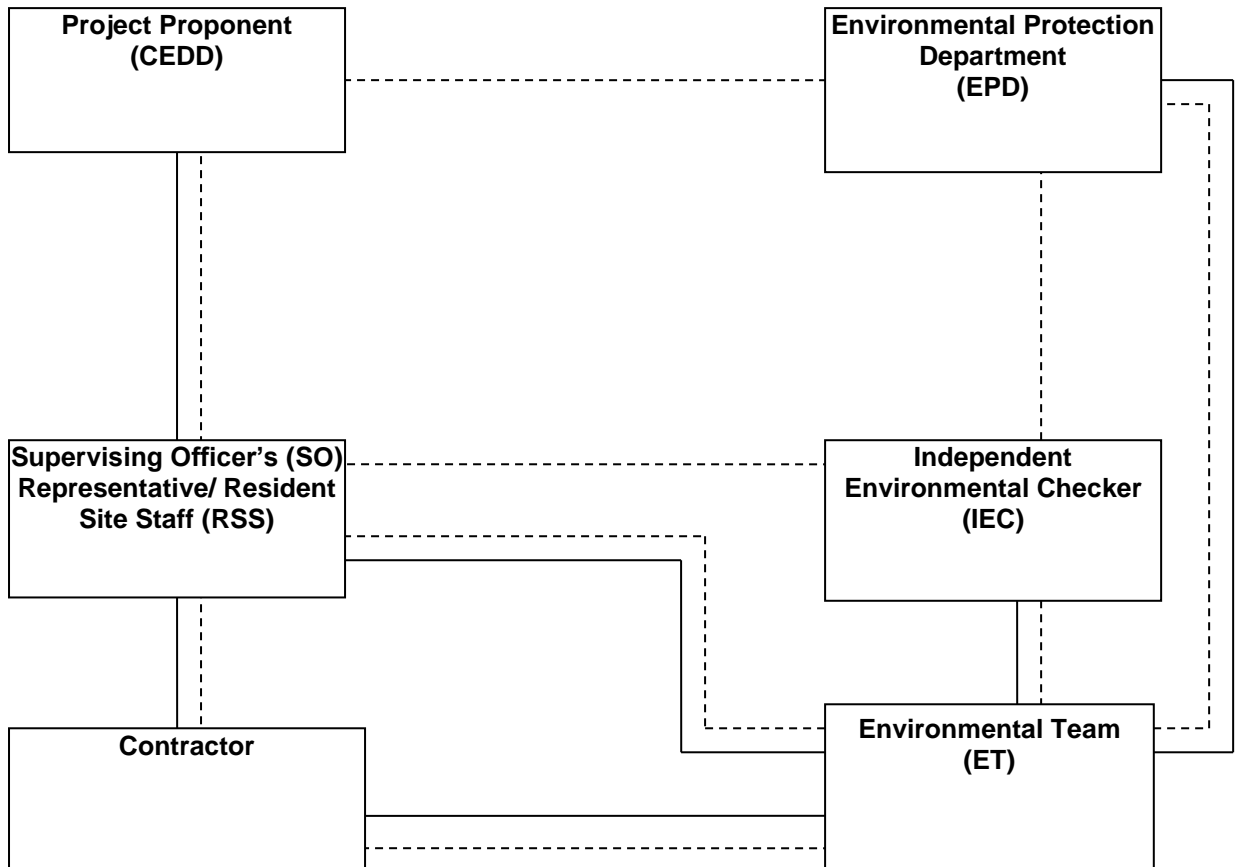 Project Proponent
(CEDD)
Environmental Protection
Department
(EPD)
Supervising Officer's (SO)
Representative/ Resident
Site Staff (RSS)
Independent
Environmental Checker
(IEC)
Contractor
Environmental Team
(ET)